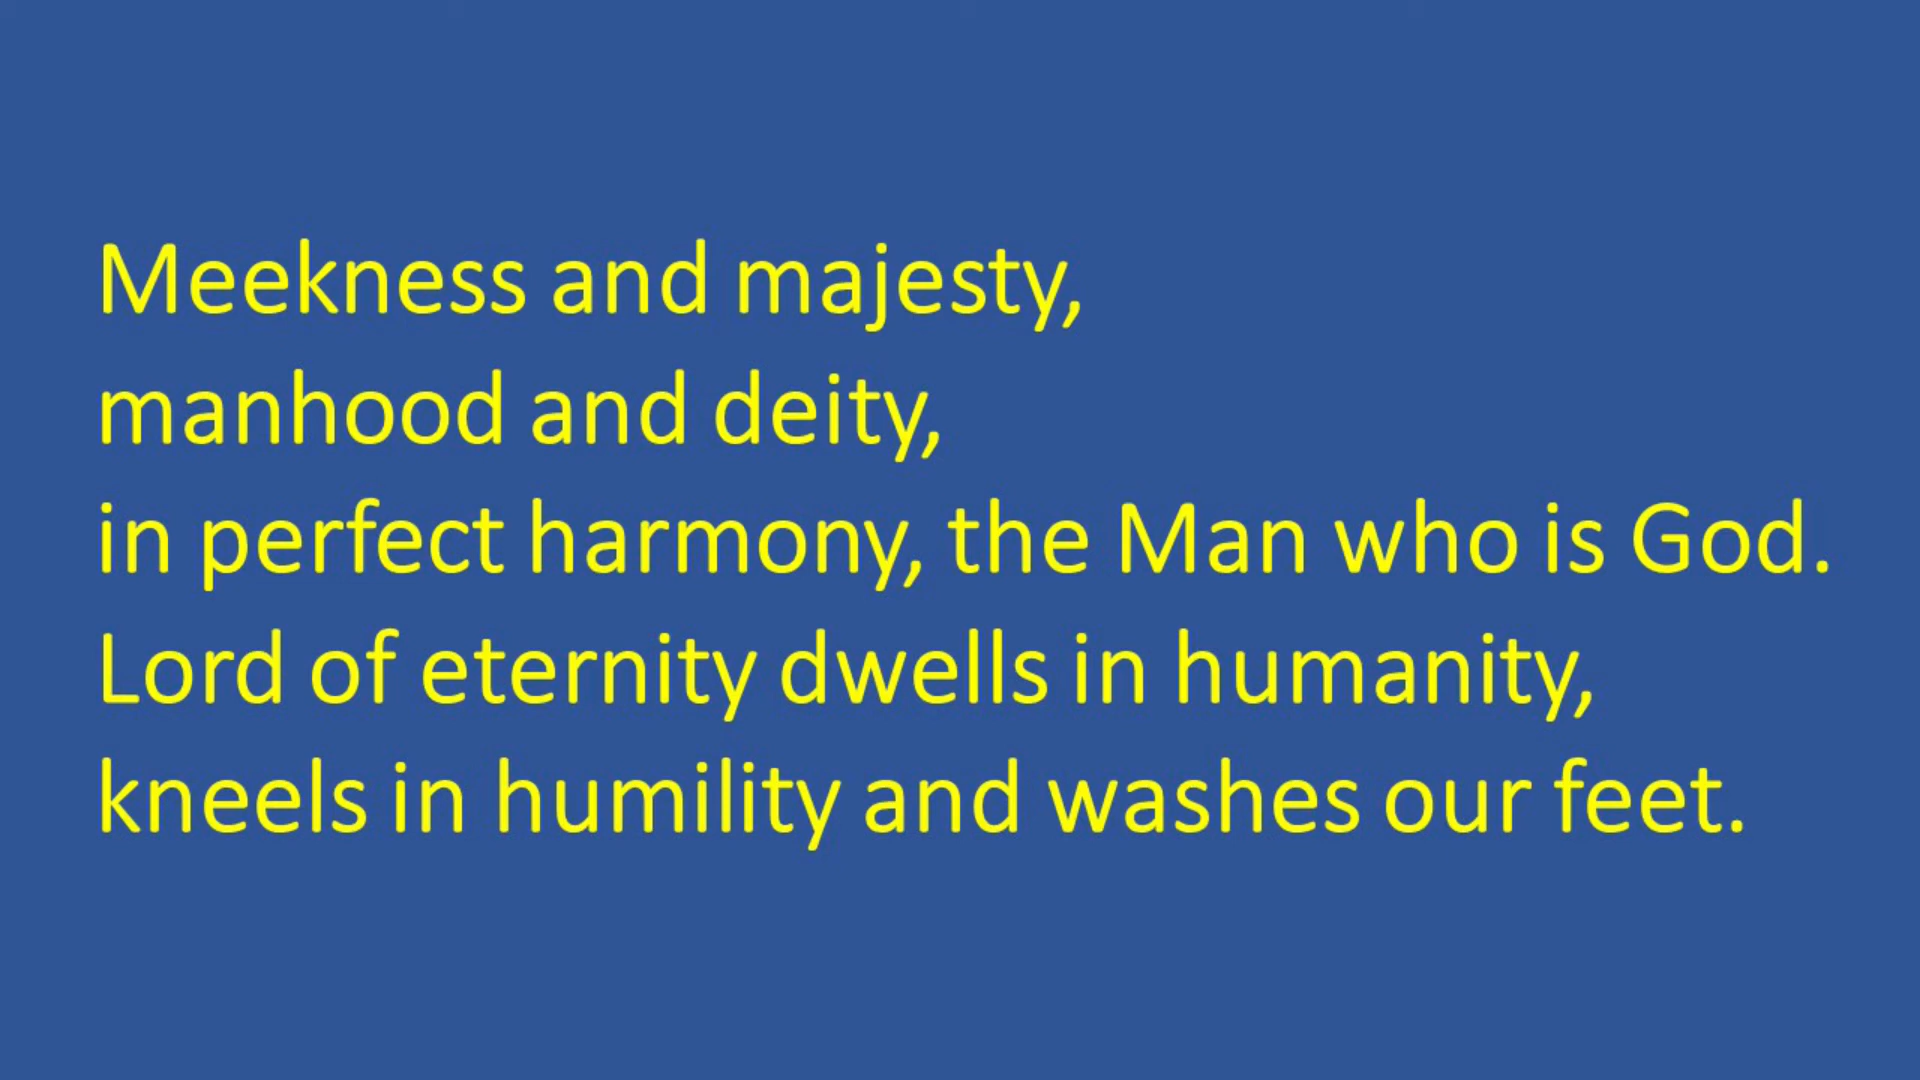 Meekness and majesty,
manhood and deity,
in perfect harmony, the Man who is God.
Lord of eternity dwells in humanity,
kneels in humility and washes our feet.